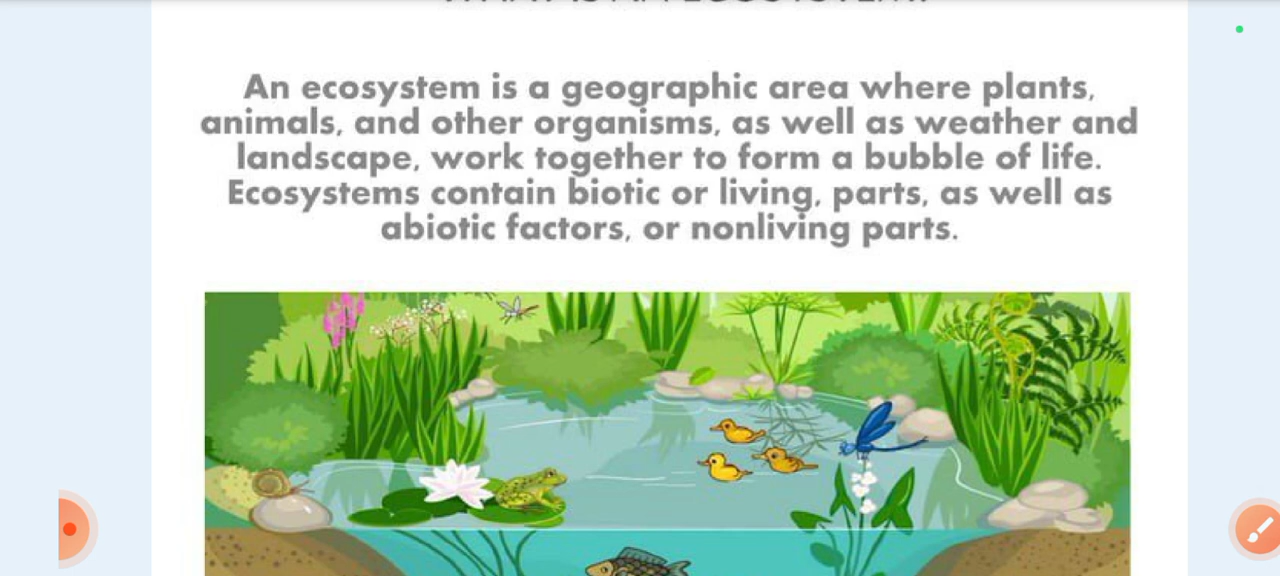 An ecosystem is a geographic area where plants,
animals, and other organisms, as well as weather and
landscape, work together to form a bubble of life.
Ecosystems contain biotic or living, parts, as well as
abiotic factors, or nonliving parts.